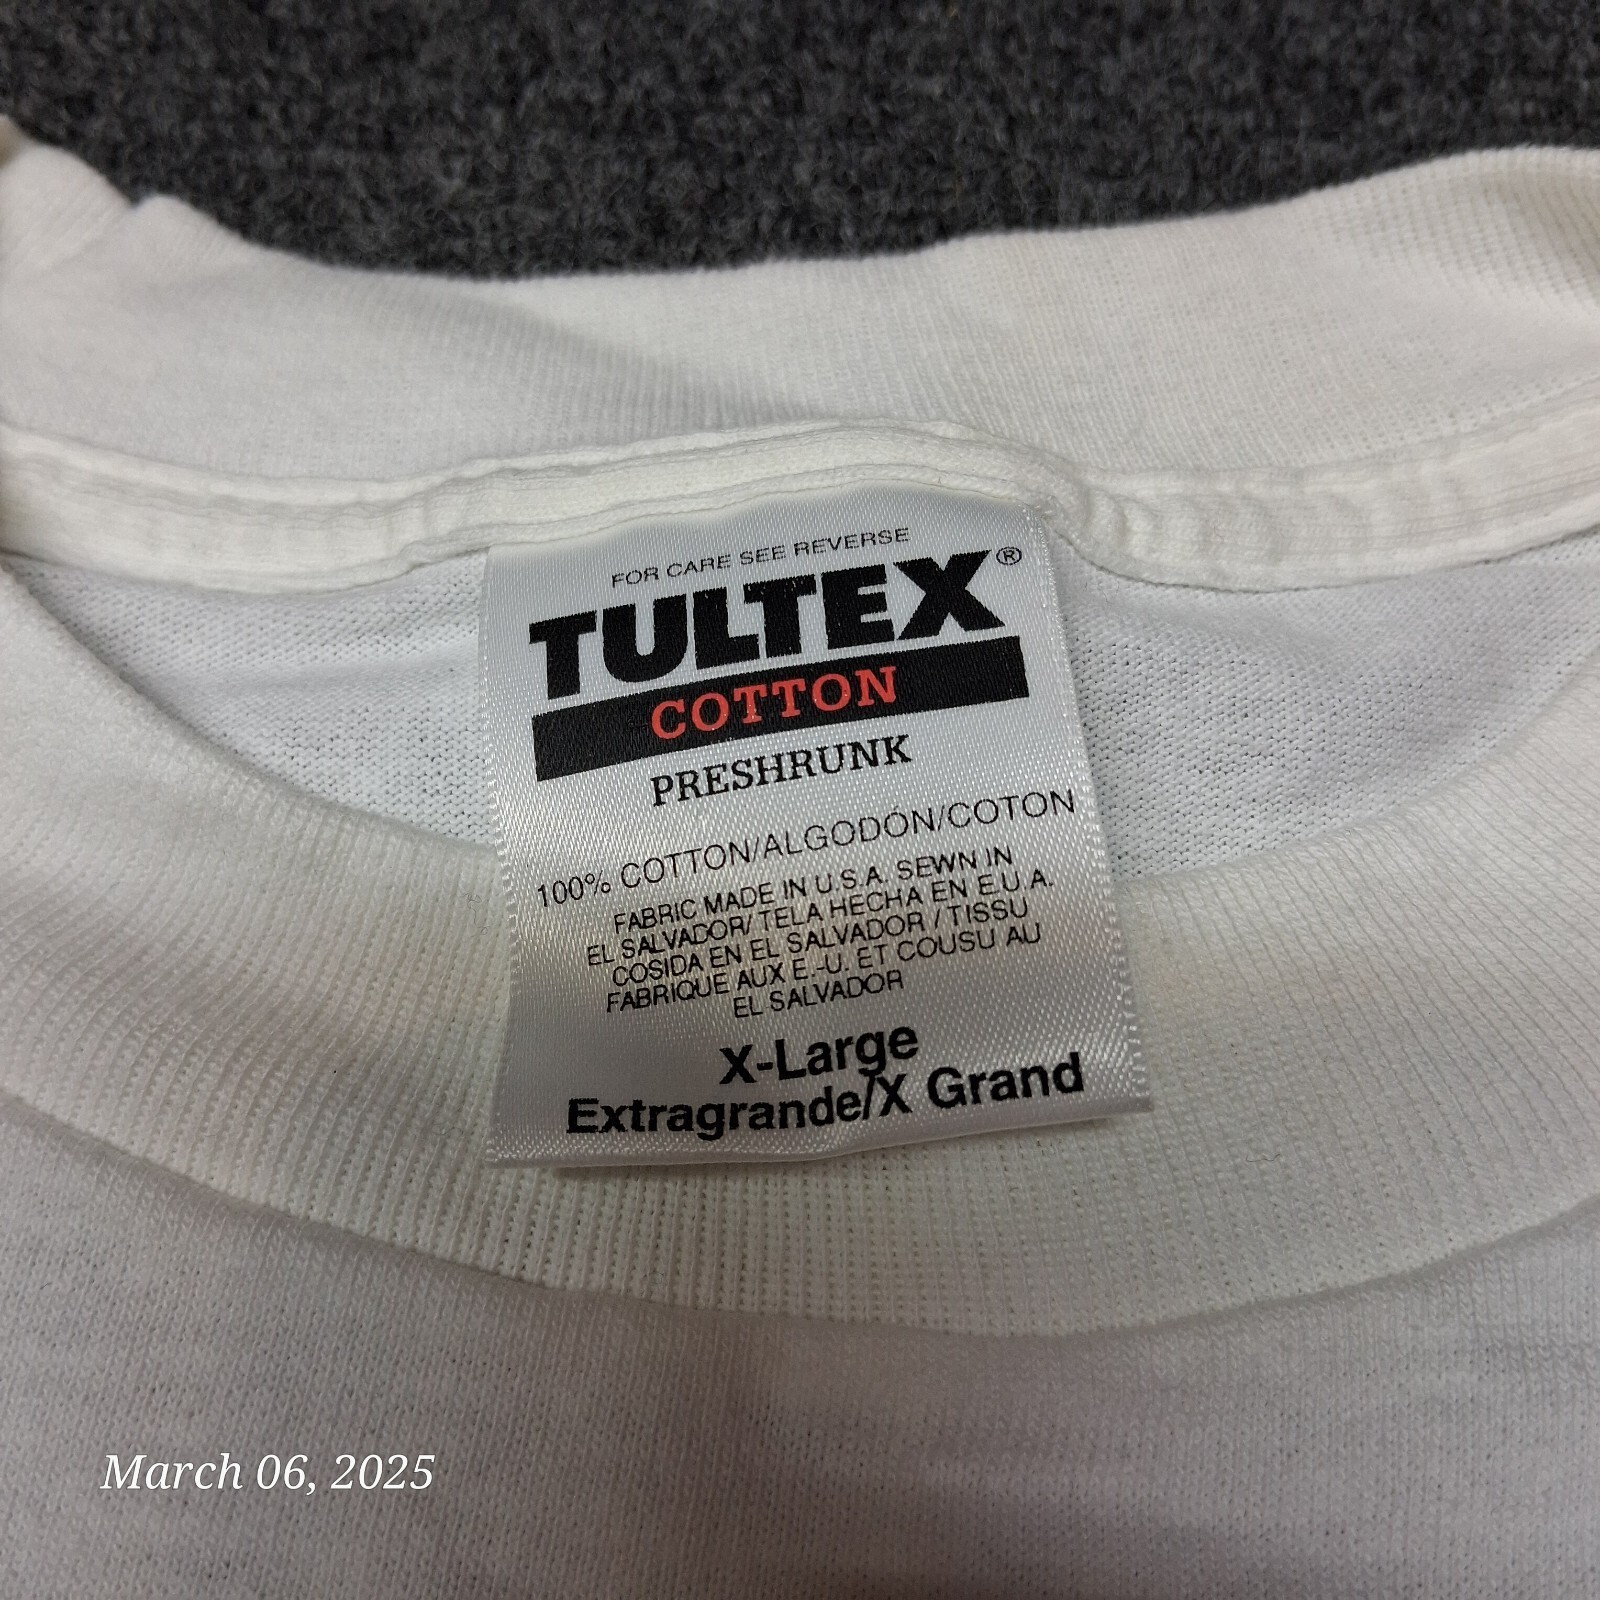 FOR CARE SEE REVERSE
TULTEX®
COTTON
PRESHRUNK
100% COTTON/ALGODÓN/COTON
FABRIC MADE IN U.S.A. SEWN IN
EL SALVADOR/ TELA HECHA EN E.U.A.
COSIDA EN EL SALVADOR / TISSU
FABRIQUE AUX E.-U. ET COUSU AU
EL SALVADOR
X-Large
Extragrande/X Grand
March 06, 2025